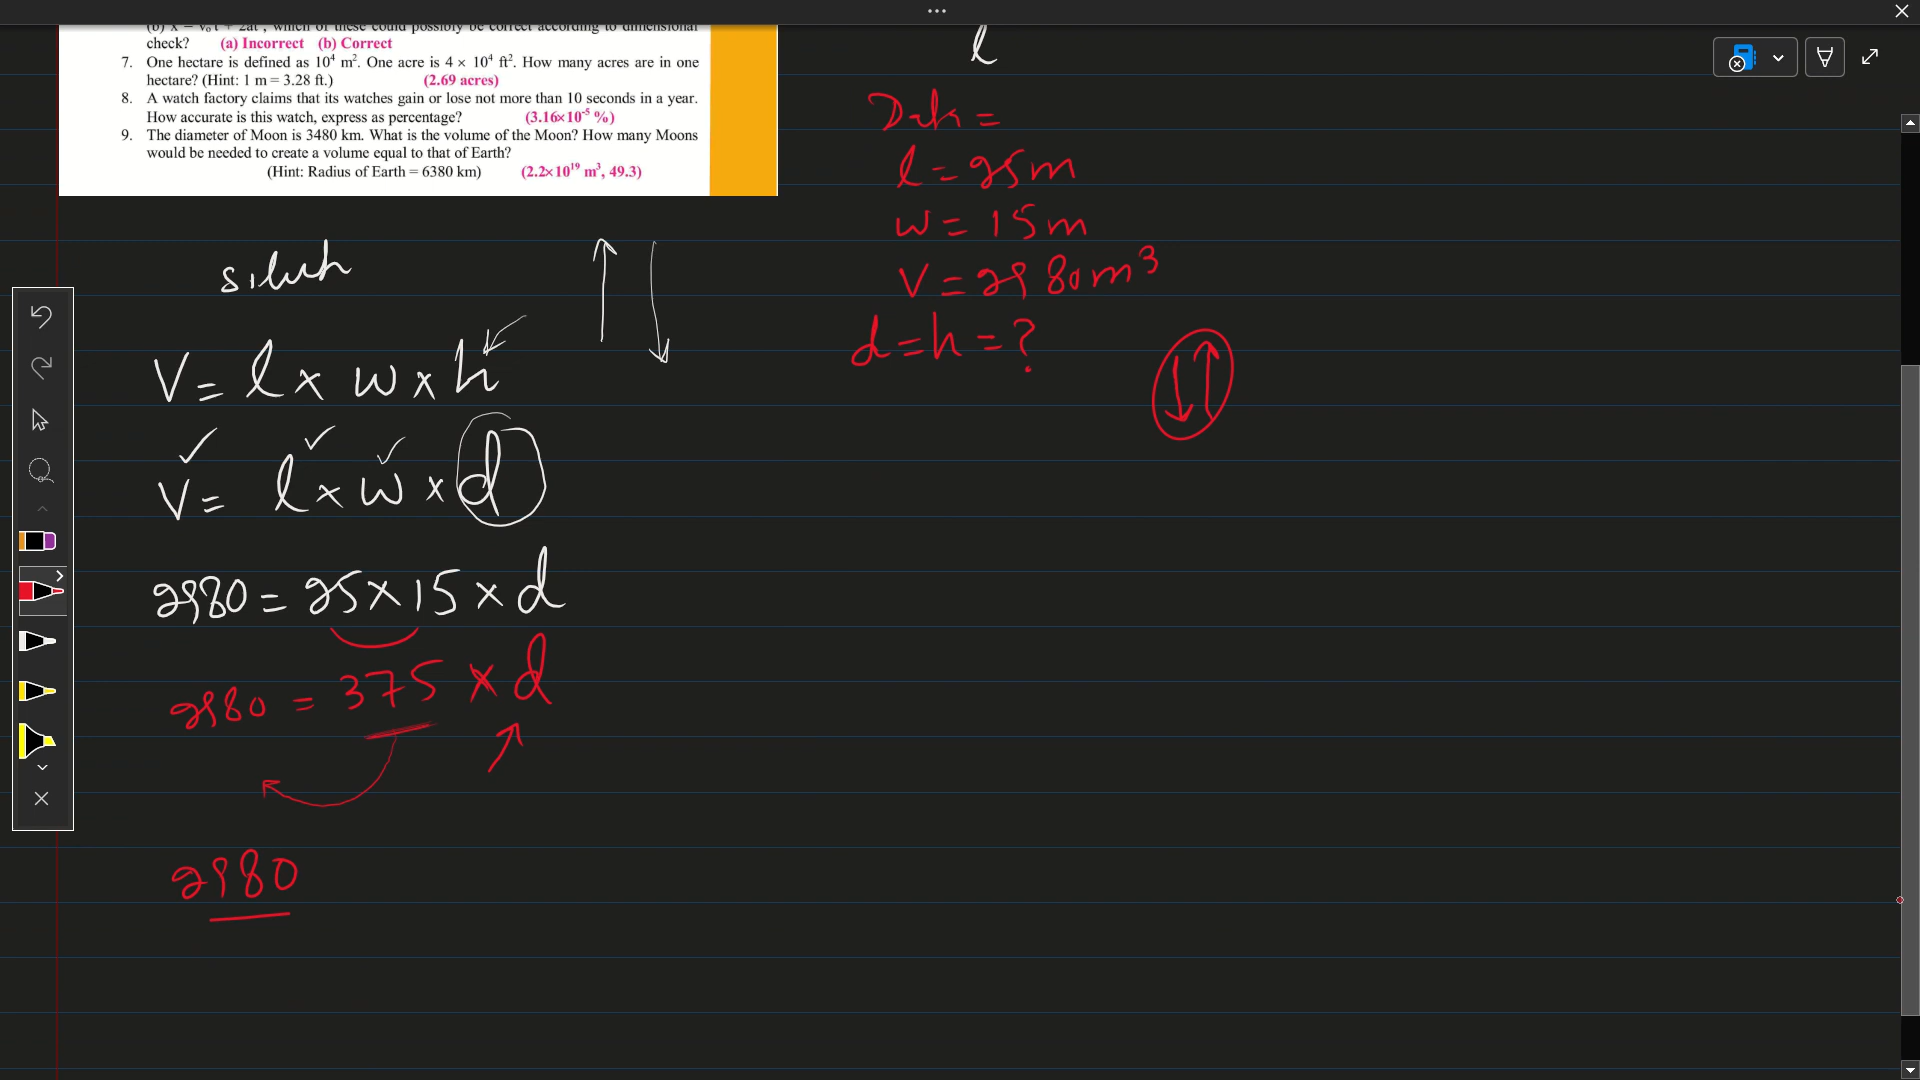 check? (a) Incorrect (b) Correct
7. One hectare is defined as 10⁴ m². One acre is 4 × 10⁴ ft². How many acres are in one
hectare? (Hint: 1 m = 3.28 ft.) (2.69 acres)
8. A watch factory claims that its watches gain or lose not more than 10 seconds in a year.
How accurate is this watch, express as percentage? (3.16×10⁻⁵ %)
9. The diameter of Moon is 3480 km. What is the volume of the Moon? How many Moons
would be needed to create a volume equal to that of Earth?
(Hint: Radius of Earth = 6380 km) (2.2×10¹⁹ m³, 49.3)
V = l × w × h
V = l × w × d
2980 = 25 × 15 × d
2980 = 375 × d
2980
l
l = 25m
w = 15m
V = 2980m³
d = h = ?